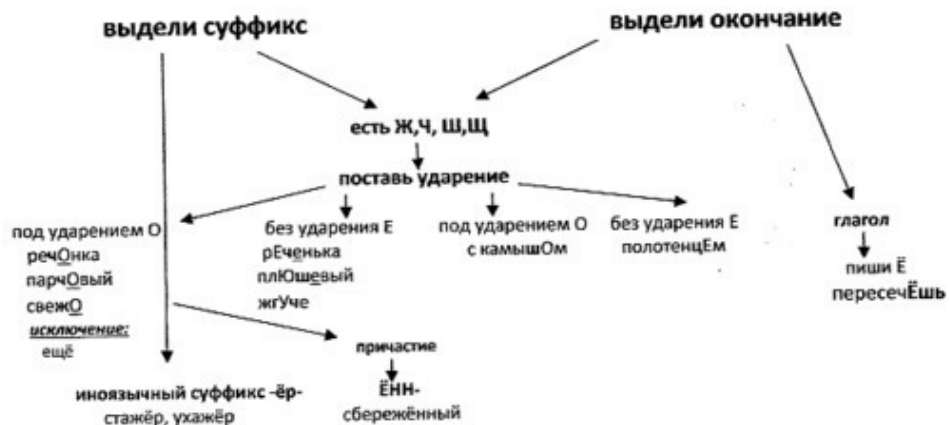 выдели суффикс
выдели окончание
есть Ж,Ч, Ш,Щ
поставь ударение
под ударением О
речОнка
парчОвый
свежО
исключение:
ещё
без ударения Е
рЕченька
плЮшевый
жгУче
под ударением О
с камышОм
без ударения Е
полотенцЕм
глагол
пиши Ё
пересечЁшь
причастие
ЁНН-
сбережённый
иноязычный суффикс -ёр-
стажёр, ухажёр